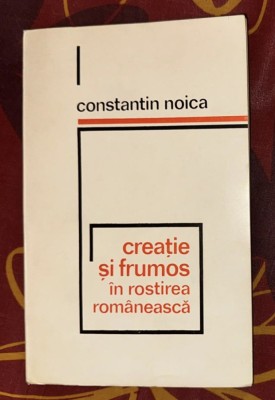 constantin noica
creație
și frumos
în rostirea
românească